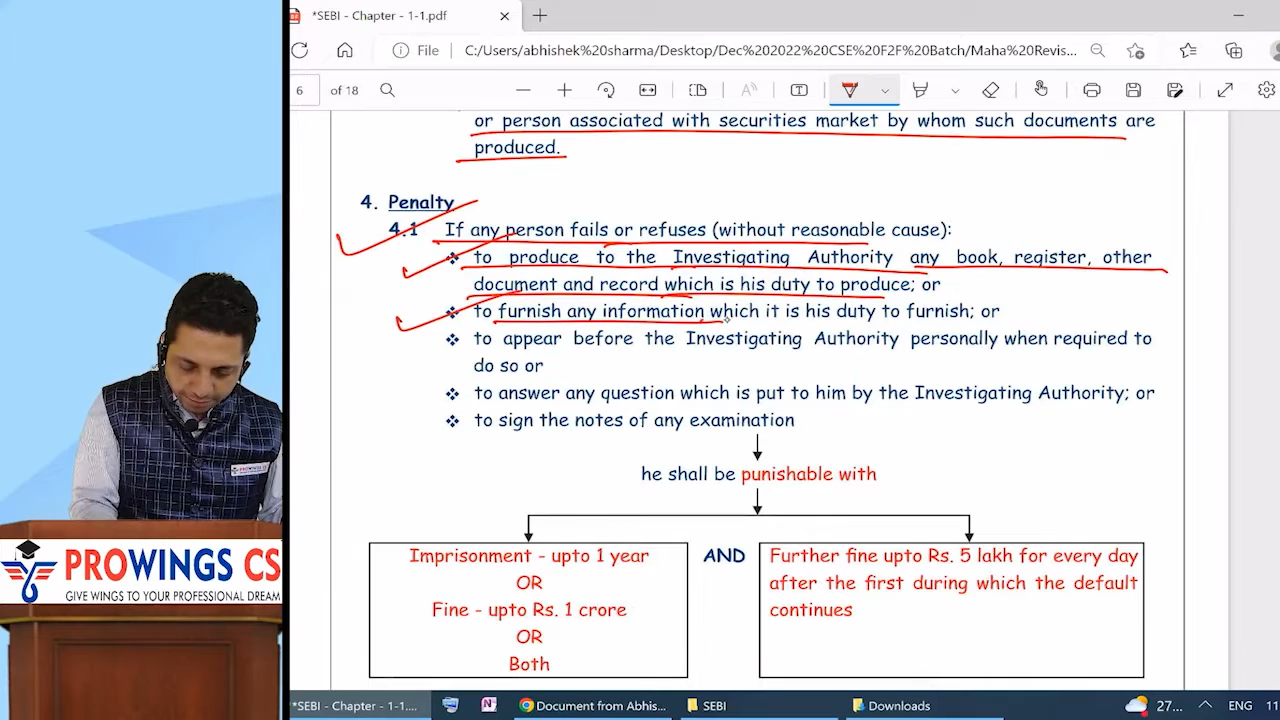 *SEBI - Chapter - 1-1.pdf
File
C:/Users/abhishek%20sharma/Desktop/Dec%202022%20CSE%20F2F%20Batch/Maha%20Revis...
6 of 18
or person associated with securities market by whom such documents are
produced.
4. Penalty
4.1 If any person fails or refuses (without reasonable cause):
❖ to produce to the Investigating Authority any book, register, other
document and record which is his duty to produce; or
❖ to furnish any information which it is his duty to furnish; or
❖ to appear before the Investigating Authority personally when required to
do so or
❖ to answer any question which is put to him by the Investigating Authority; or
❖ to sign the notes of any examination
he shall be punishable with
Imprisonment - upto 1 year
OR
Fine - upto Rs. 1 crore
OR
Both
AND
Further fine upto Rs. 5 lakh for every day
after the first during which the default
continues
PROWINGS CS
PROWINGS CS
GIVE WINGS TO YOUR PROFESSIONAL DREAM
*SEBI - Chapter - 1-1....
Document from Abhis...
SEBI
Downloads
27...
ENG
11